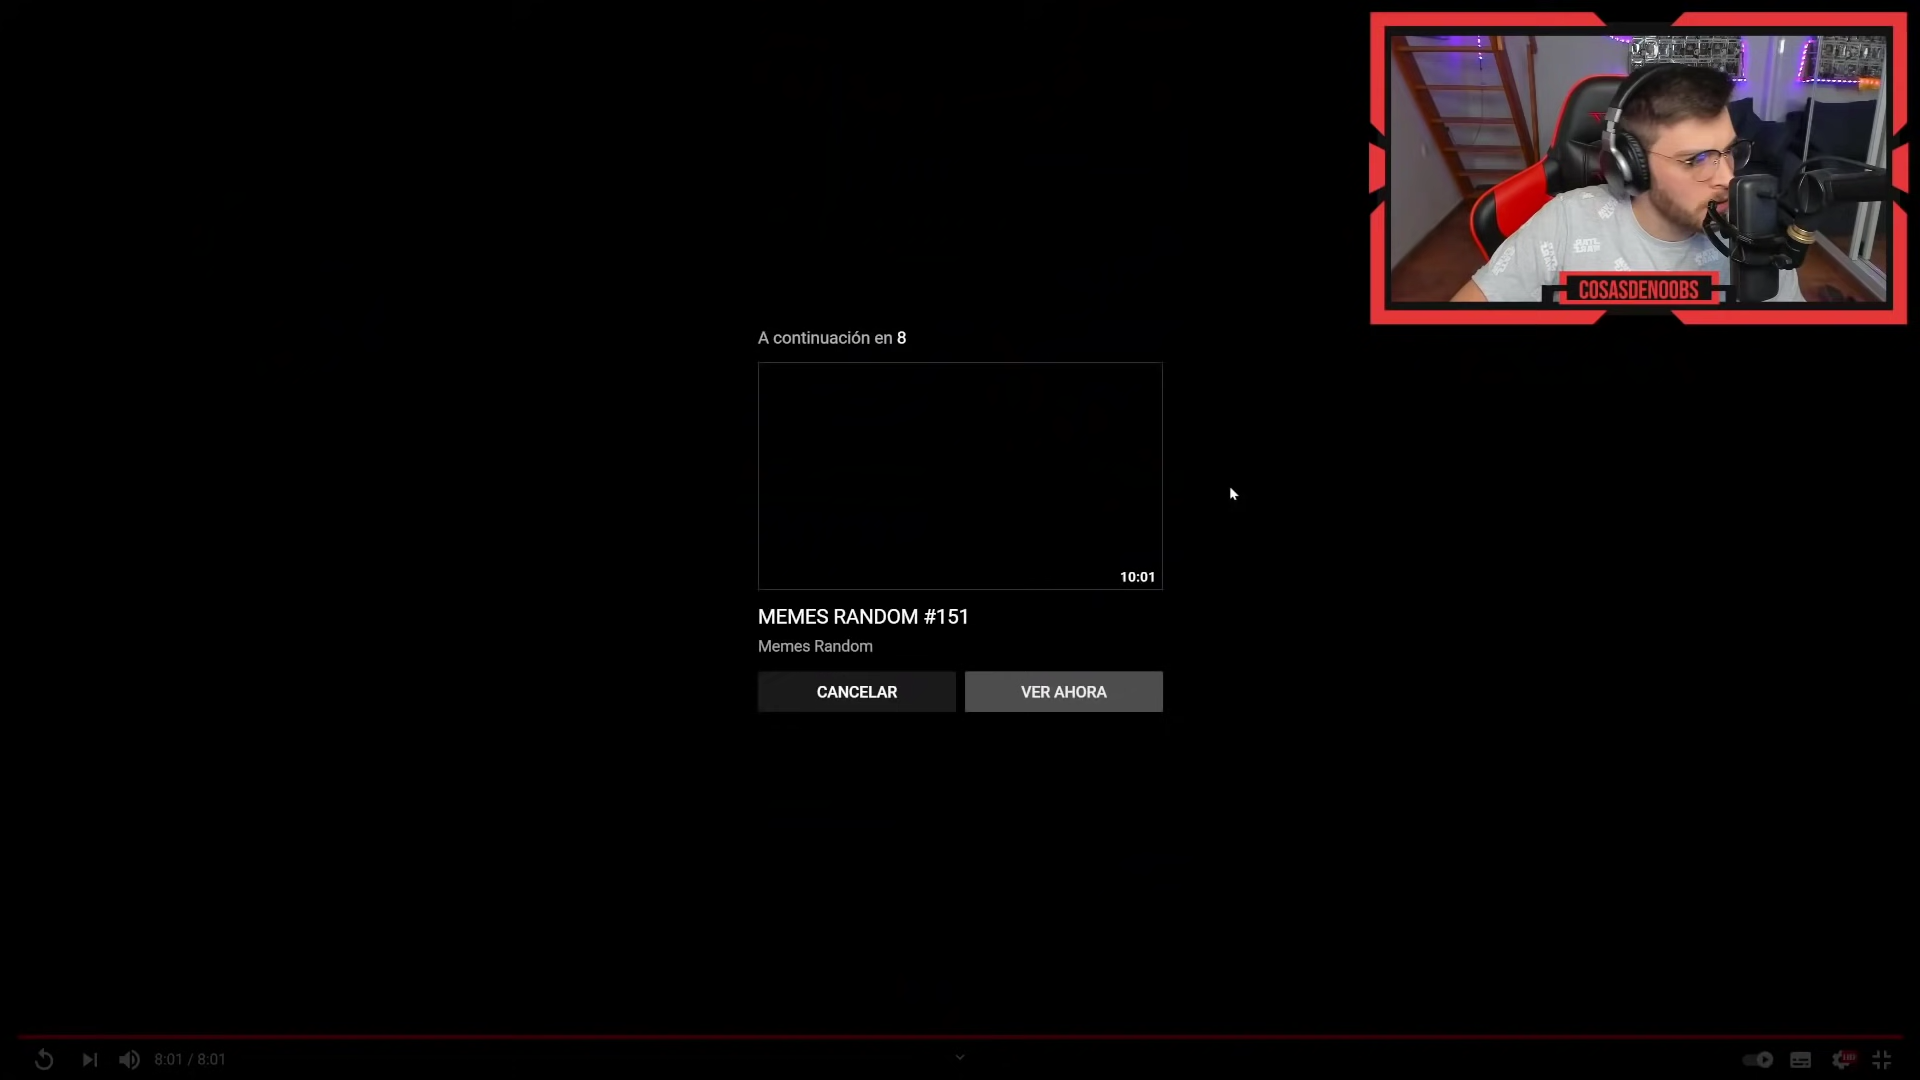 COSASDENOOBS
A continuación en 8
10:01
MEMES RANDOM #151
Memes Random
CANCELAR
VER AHORA
8:01 / 8:01